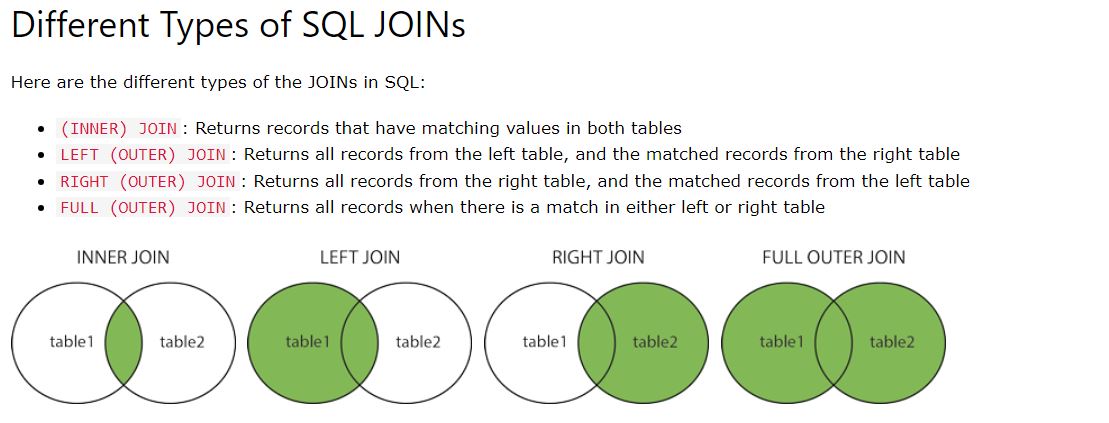 Different Types of SQL JOINs
Here are the different types of the JOINs in SQL:
• (INNER) JOIN: Returns records that have matching values in both tables
• LEFT (OUTER) JOIN: Returns all records from the left table, and the matched records from the right table
• RIGHT (OUTER) JOIN: Returns all records from the right table, and the matched records from the left table
• FULL (OUTER) JOIN: Returns all records when there is a match in either left or right table
INNER JOIN LEFT JOIN RIGHT JOIN FULL OUTER JOIN
table1 table2 table1 table2 table1 table2 table1 table2